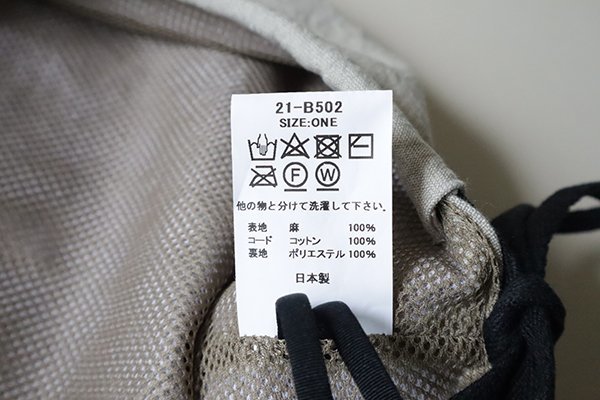 21-B502
SIZE:ONE
F W
他の物と分けて洗濯して下さい。
表地 麻 100%
コード コットン 100%
裏地 ポリエステル 100%
日本製